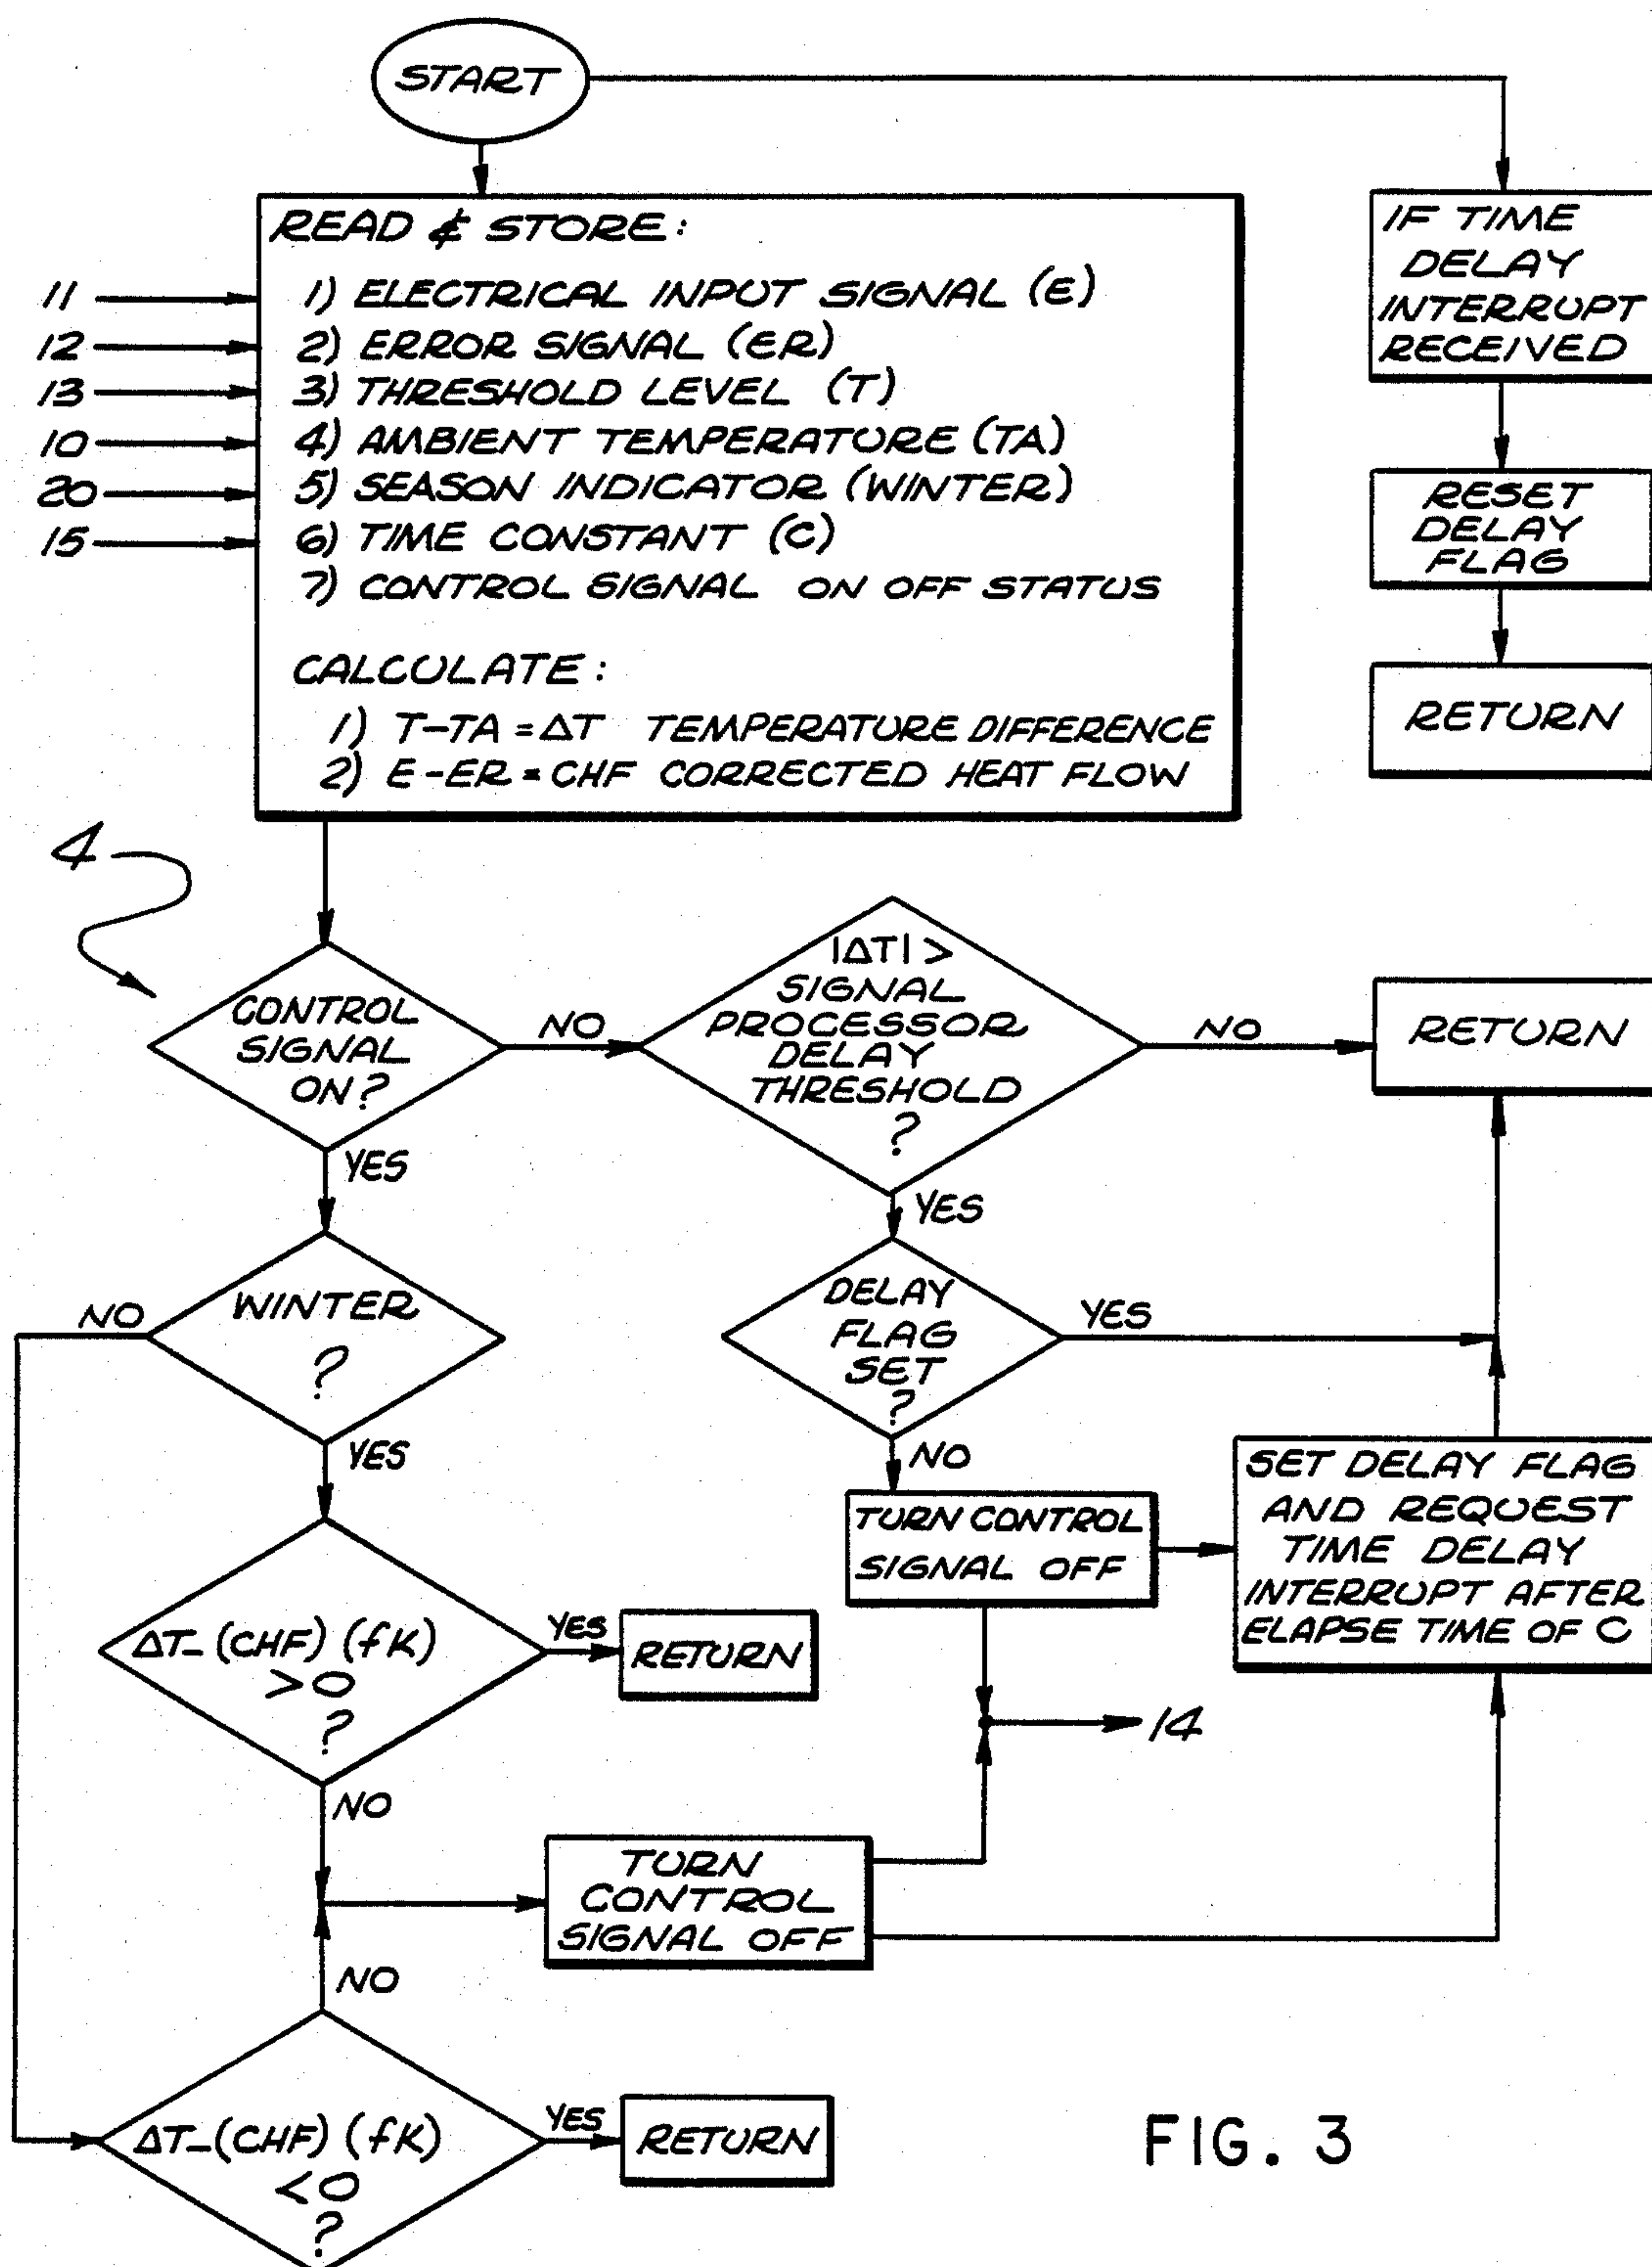 START
READ & STORE:
11
1) ELECTRICAL INPUT SIGNAL (E)
12
2) ERROR SIGNAL (ER)
13
3) THRESHOLD LEVEL (T)
10
4) AMBIENT TEMPERATURE (TA)
20
5) SEASON INDICATOR (WINTER)
15
6) TIME CONSTANT (C)
7) CONTROL SIGNAL ON OFF STATUS
CALCULATE:
1) T-TA = ΔT TEMPERATURE DIFFERENCE
2) E-ER = CHF CORRECTED HEAT FLOW
IF TIME
DELAY
INTERRUPT
RECEIVED
RESET
DELAY
FLAG
RETURN
4
CONTROL
SIGNAL
ON?
NO
YES
|ΔT| >
SIGNAL
PROCESSOR
DELAY
THRESHOLD
?
NO
RETURN
YES
WINTER
?
NO
YES
DELAY
FLAG
SET
?
YES
NO
TURN CONTROL
SIGNAL OFF
SET DELAY FLAG
AND REQUEST
TIME DELAY
INTERRUPT AFTER
ELAPSE TIME OF C
ΔT-(CHF) (fK)
>0
?
YES
RETURN
NO
14
TURN
CONTROL
SIGNAL OFF
NO
ΔT-(CHF) (fK)
<0
?
YES
RETURN
FIG. 3